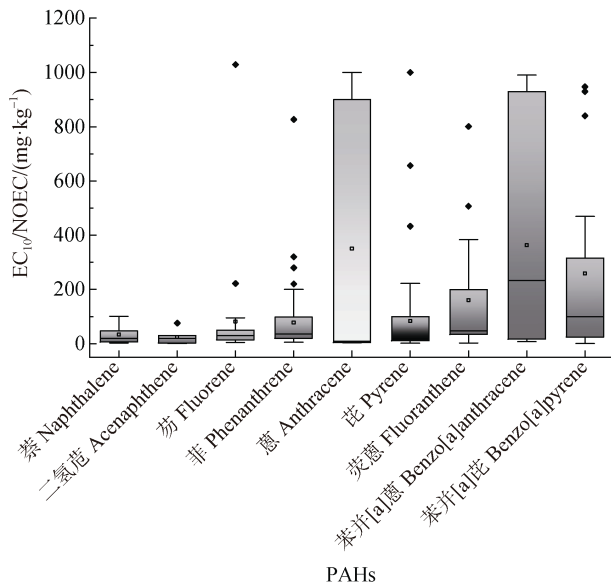 EC₁₀/NOEC/(mg·kg⁻¹)
1200
1000
800
600
400
200
0
萘 Naphthalene
二氢苊 Acenaphthene
芴 Fluorene
菲 Phenanthrene
蒽 Anthracene
芘 Pyrene
荧蒽 Fluoranthene
苯并[a]蒽 Benzo[a]anthracene
苯并[a]芘 Benzo[a]pyrene
PAHs